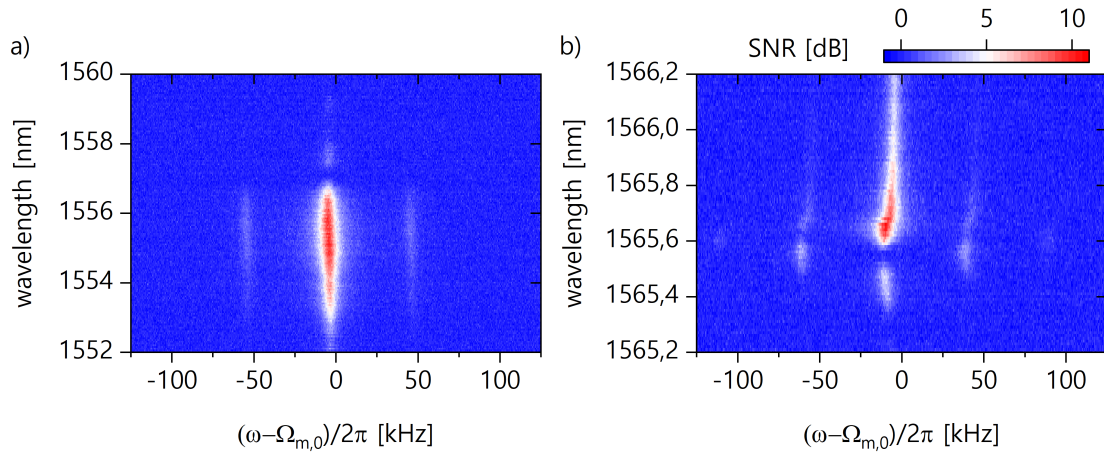 a)
b)
SNR [dB]
0 5 10
wavelength [nm]
1560
1558
1556
1554
1552
-100 -50 0 50 100
(ω−Ωm,0)/2π [kHz]
wavelength [nm]
1566,2
1566,0
1565,8
1565,6
1565,4
1565,2
-100 -50 0 50 100
(ω−Ωm,0)/2π [kHz]